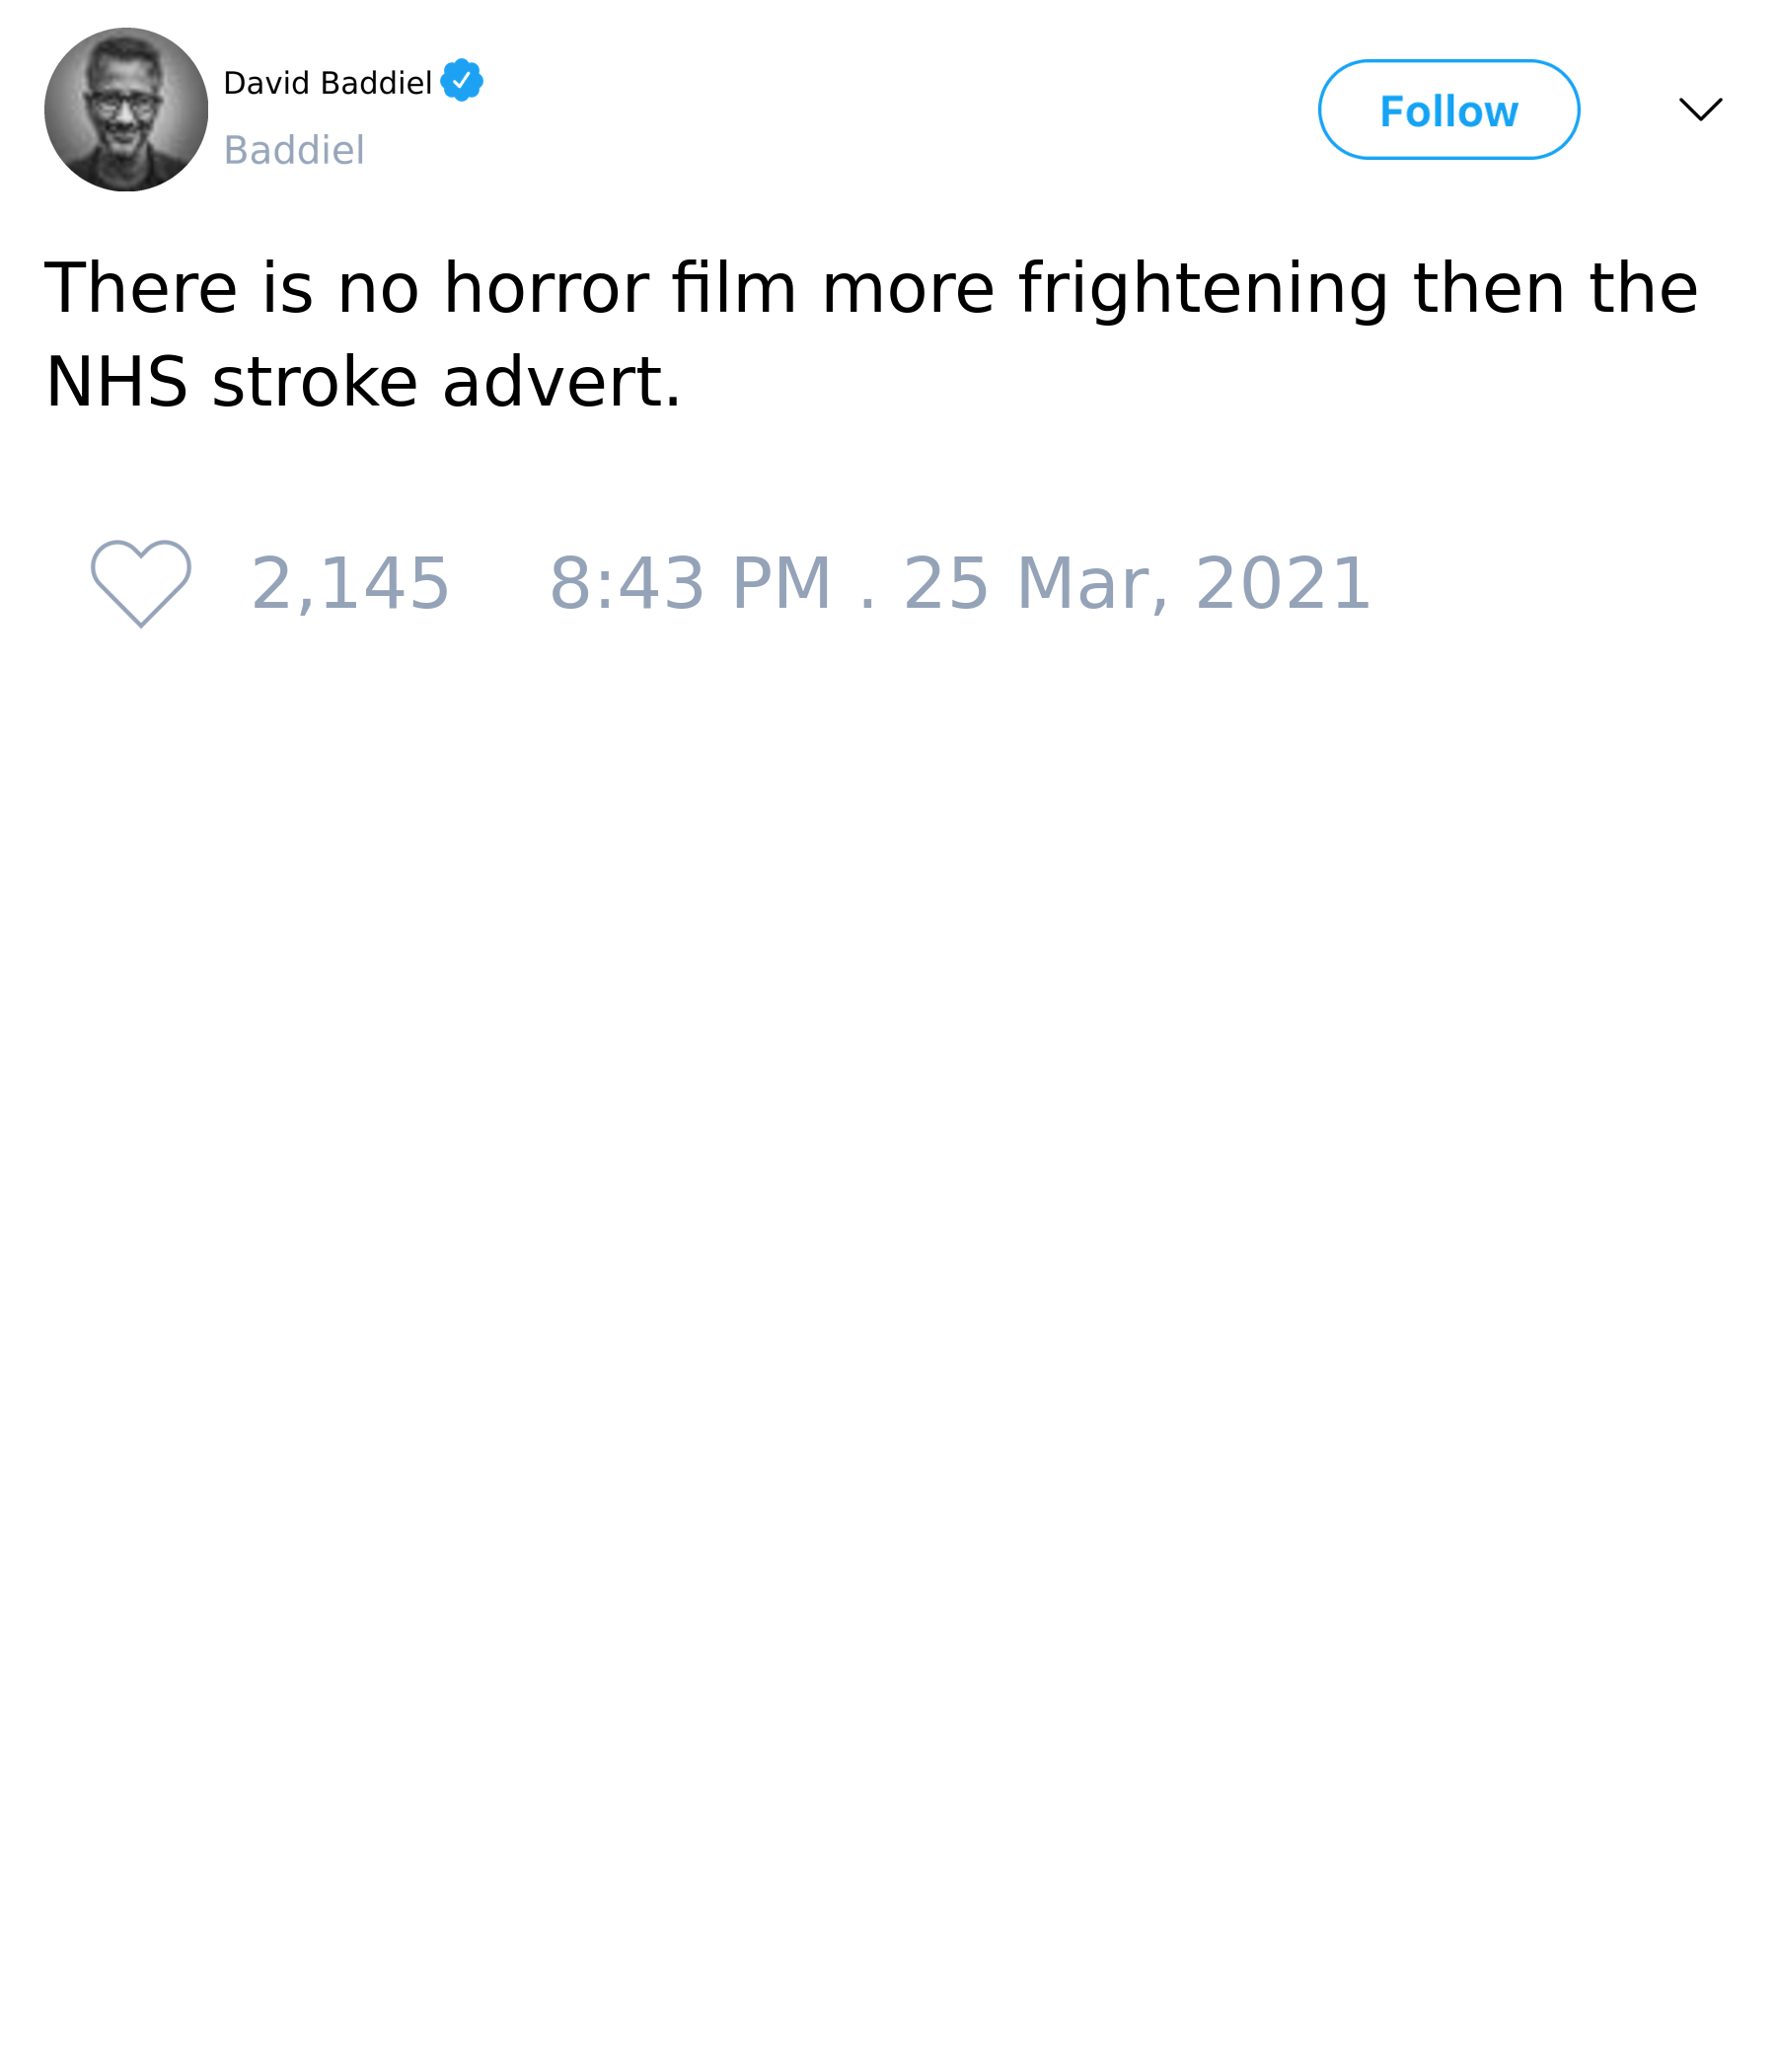 David Baddiel
Baddiel
Follow
There is no horror film more frightening then the
NHS stroke advert.
2,145 8:43 PM . 25 Mar, 2021